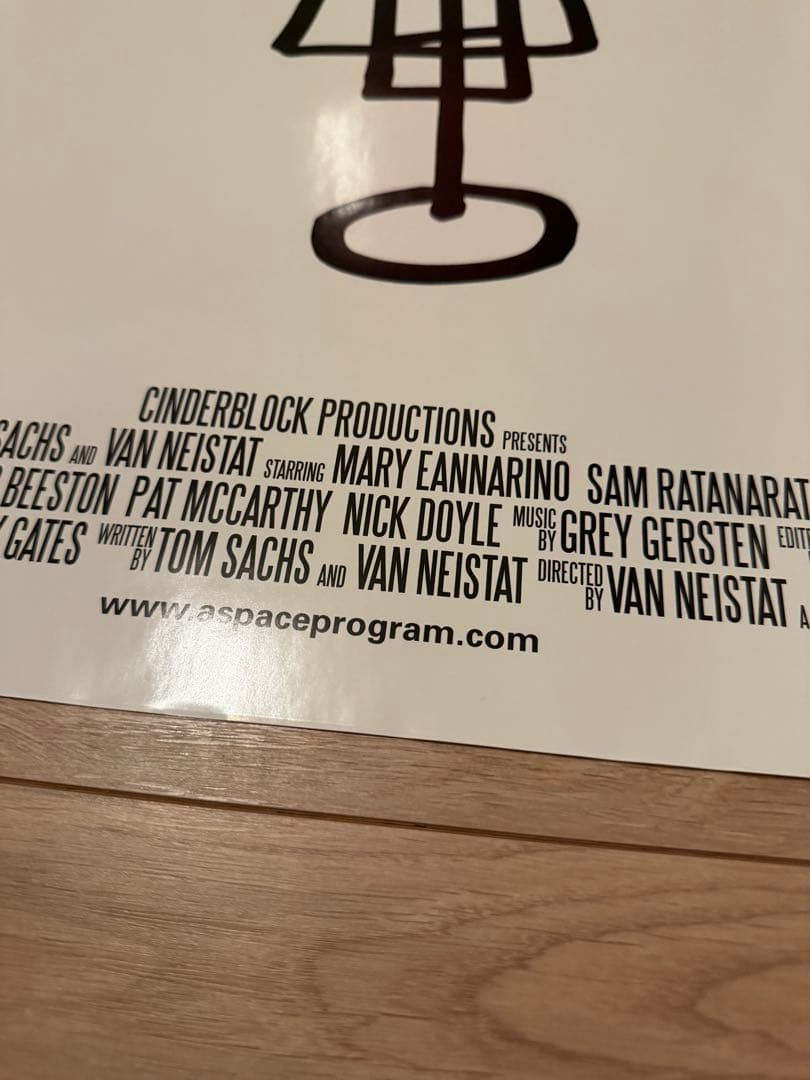 CINDERBLOCK PRODUCTIONS PRESENTS
SACHS AND VAN NEISTAT STARRING MARY EANNARINO SAM RATANARAT
BEESTON PAT MCCARTHY NICK DOYLE MUSIC BY GREY GERSTEN EDIT
GATES WRITTEN BY TOM SACHS AND VAN NEISTAT DIRECTED BY VAN NEISTAT A
www.aspaceprogram.com